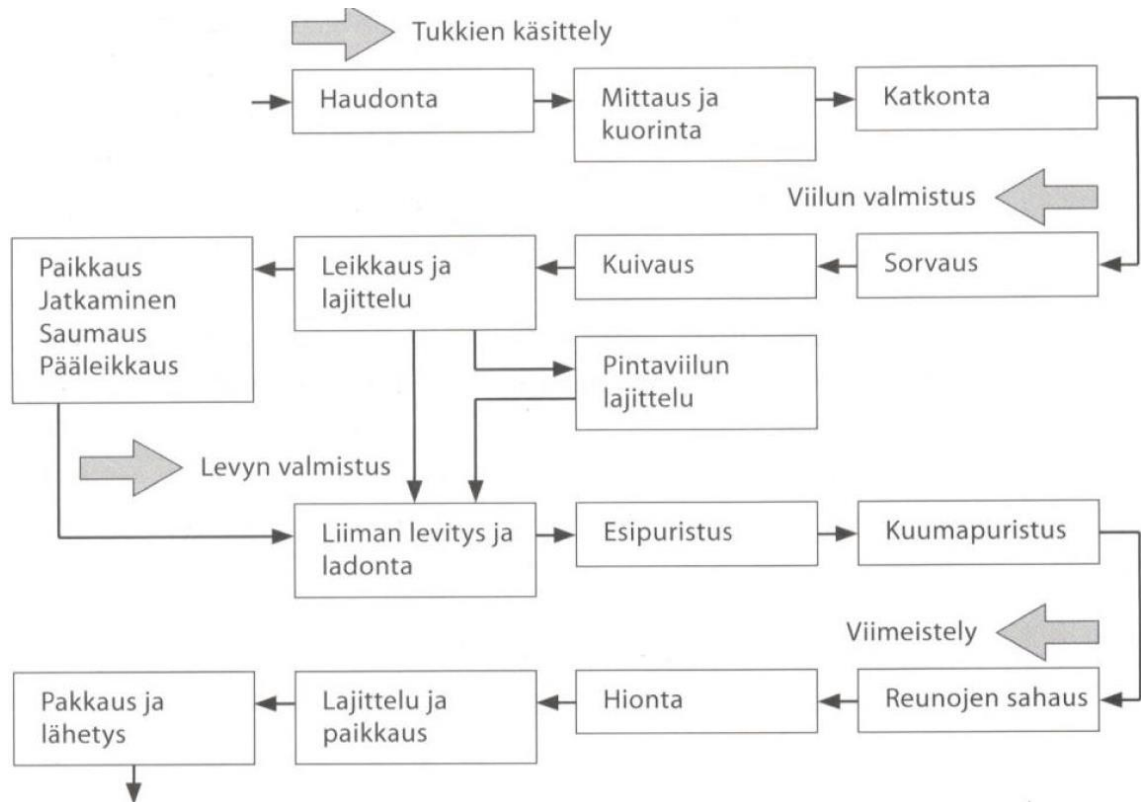 Tukkien käsittely
Haudonta
Mittaus ja
kuorinta
Katkonta
Viilun valmistus
Paikkaus
Jatkaminen
Saumaus
Pääleikkaus
Leikkaus ja
lajittelu
Kuivaus
Sorvaus
Pintaviilun
lajittelu
Levyn valmistus
Liiman levitys ja
ladonta
Esipuristus
Kuumapuristus
Viimeistely
Pakkaus ja
lähetys
Lajittelu ja
paikkaus
Hionta
Reunojen sahaus